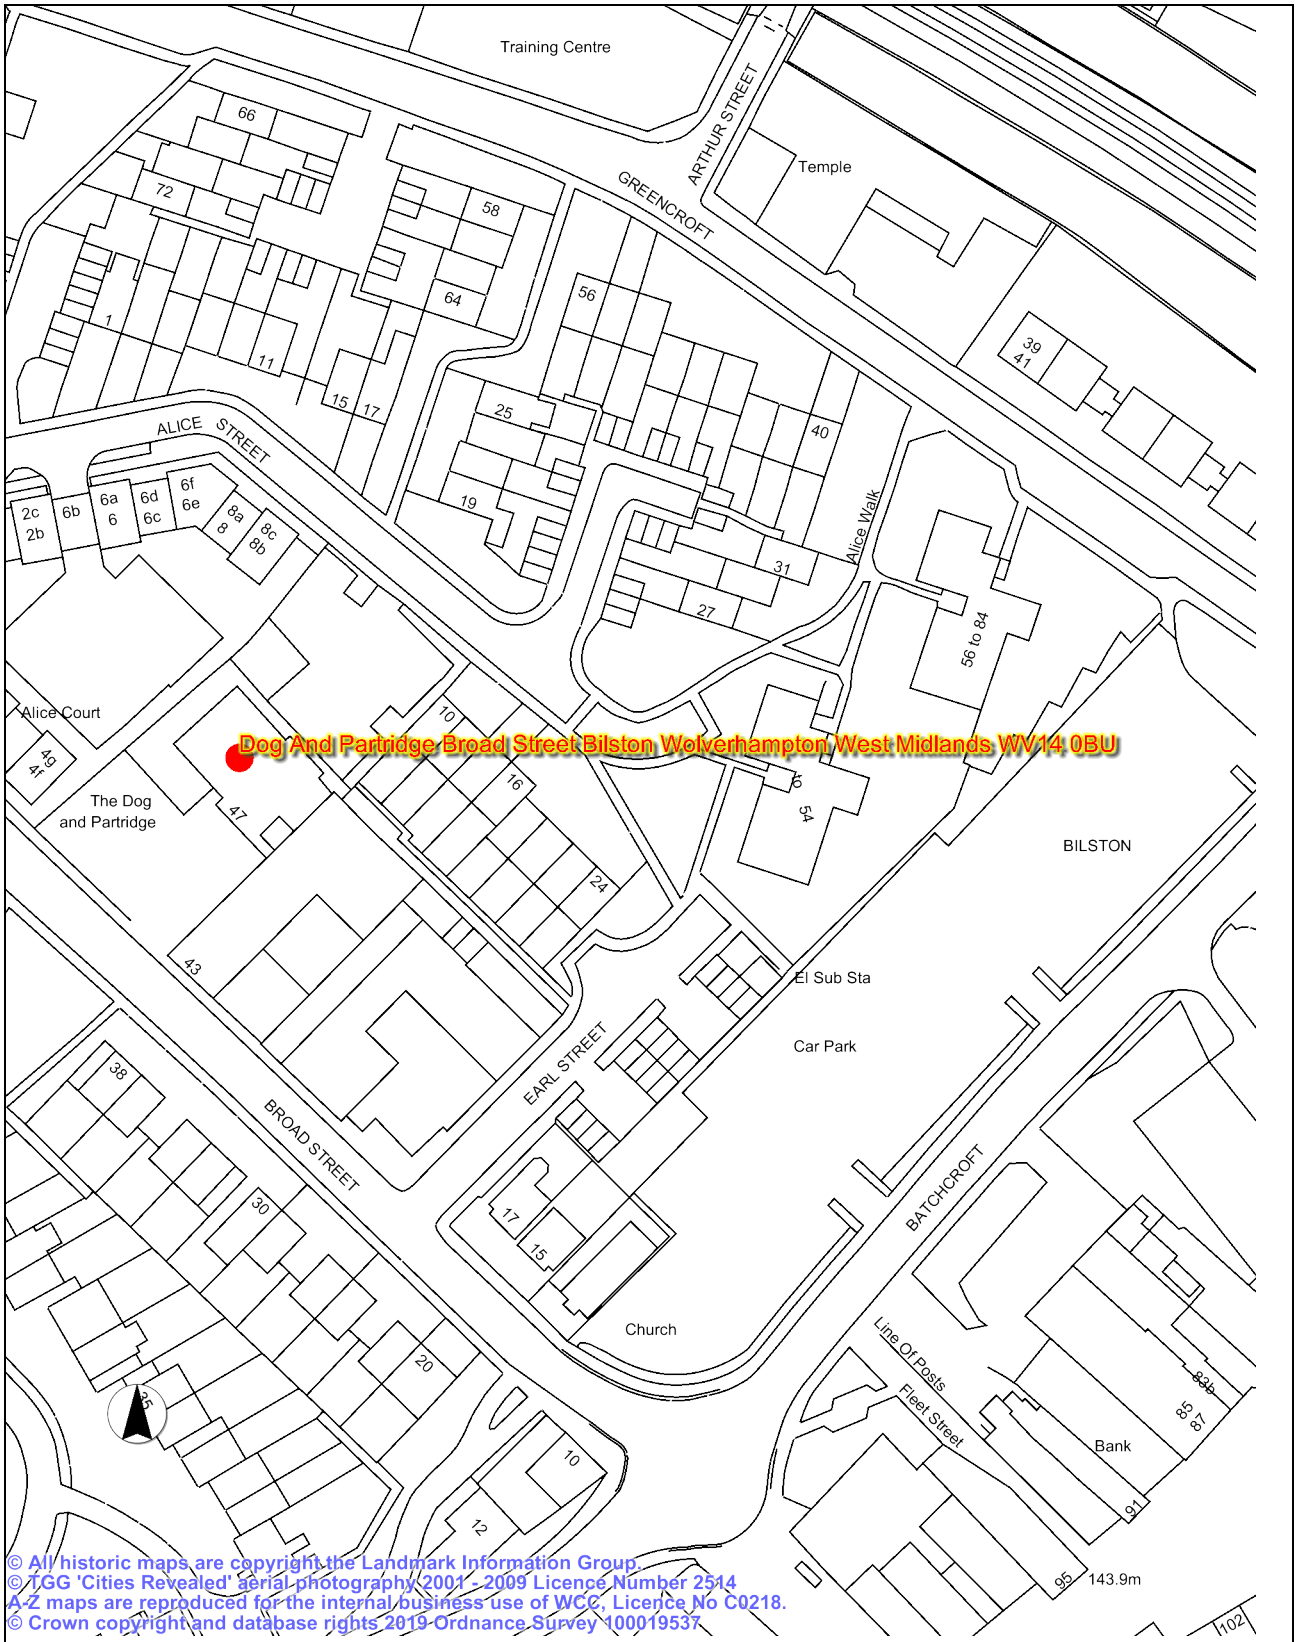 Training Centre
ARTHUR STREET
Temple
66
72
58
GREENCROFT
64
56
1
11
15
17
39
41
25
40
ALICE STREET
19
Alice Walk
2c
2b
6b
6a
6
6d
6c
6f
6e
8a
8
8c
8b
31
27
56 to 84
Alice Court
10
4g
4f
Dog And Partridge Broad Street Bilston Wolverhampton West Midlands WV14 0BU
16
to 54
The Dog
and Partridge
47
BILSTON
24
43
El Sub Sta
Car Park
EARL STREET
38
BROAD STREET
BATCHCROFT
30
17
15
Church
Line Of Posts
20
Fleet Street
83b
85
87
35
Bank
10
12
91
95
143.9m
102
© All historic maps are copyright the Landmark Information Group.
© TGG 'Cities Revealed' aerial photography 2001 - 2009 Licence Number 2514
A-Z maps are reproduced for the internal business use of WCC, Licence No C0218.
© Crown copyright and database rights 2019 Ordnance Survey 100019537